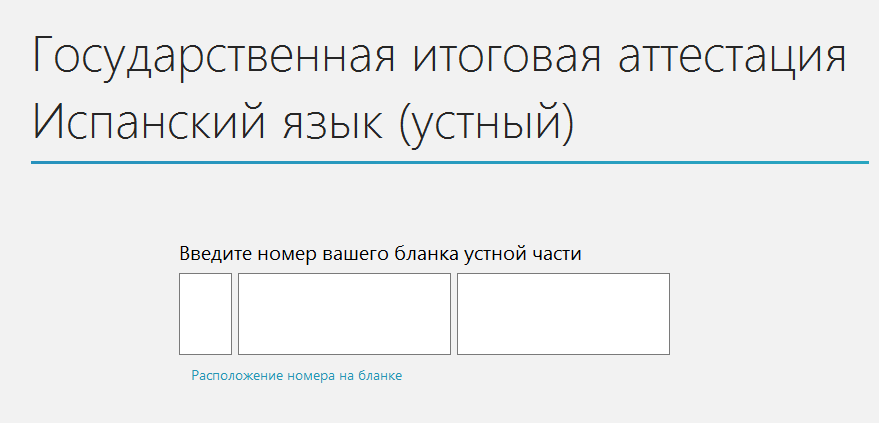 Государственная итоговая аттестация
Испанский язык (устный)
Введите номер вашего бланка устной части
Расположение номера на бланке